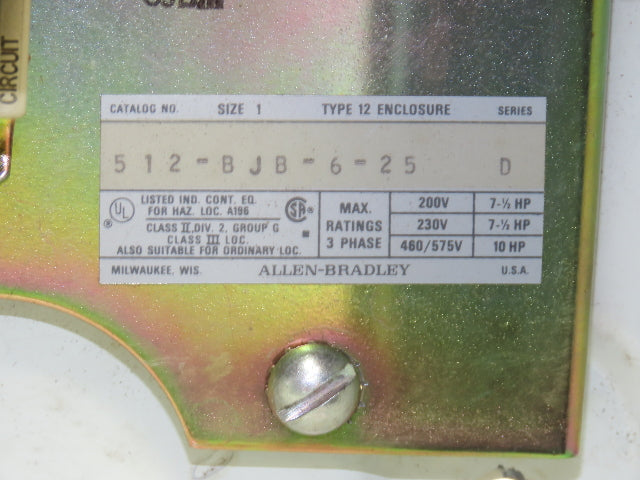 CIRCUIT
CATALOG NO. SIZE 1 TYPE 12 ENCLOSURE SERIES
512-BJB-6-25 D
UL ® LISTED IND. CONT. EQ.
FOR HAZ. LOC. A196
CLASS II, DIV. 2, GROUP G
CLASS III LOC.
ALSO SUITABLE FOR ORDINARY LOC.
SA ®
MAX.
RATINGS
3 PHASE
200V 7-½ HP
230V 7-½ HP
460/575V 10 HP
MILWAUKEE, WIS. ALLEN-BRADLEY U.S.A.